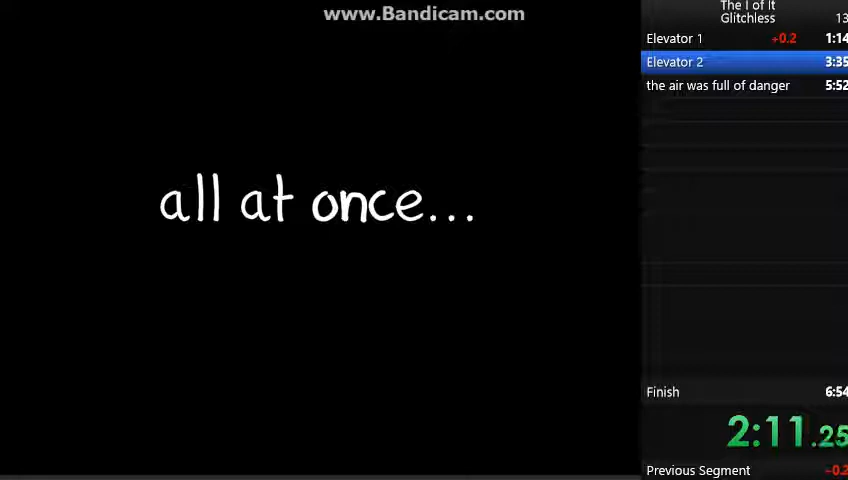 www.Bandicam.com
The I of It
Glitchless
13
Elevator 1 +0.2 1:14
Elevator 2 3:35
the air was full of danger 5:52
all at once...
Finish 6:54
2:11.25
Previous Segment -0.2